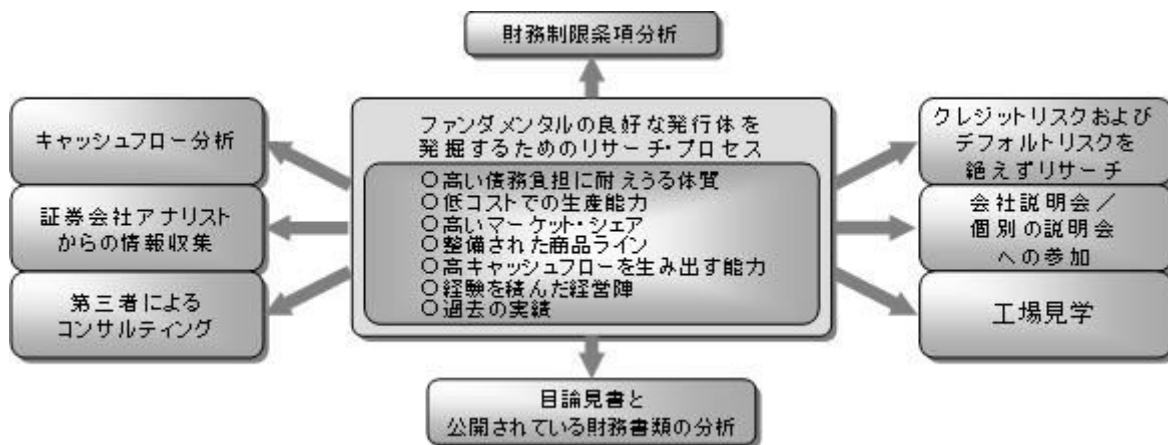 財務制限条項分析
キャッシュフロー分析
証券会社アナリスト
からの情報収集
第三者による
コンサルティング
ファンダメンタルの良好な発行体を
発掘するためのリサーチ・プロセス
○高い債務負担に耐えうる体質
○低コストでの生産能力
○高いマーケット・シェア
○整備された商品ライン
○高キャッシュフローを生み出す能力
○経験を積んだ経営陣
○過去の実績
クレジットリスクおよび
デフォルトリスクを
絶えずリサーチ
会社説明会／
個別の説明会
への参加
工場見学
目論見書と
公開されている財務書類の分析